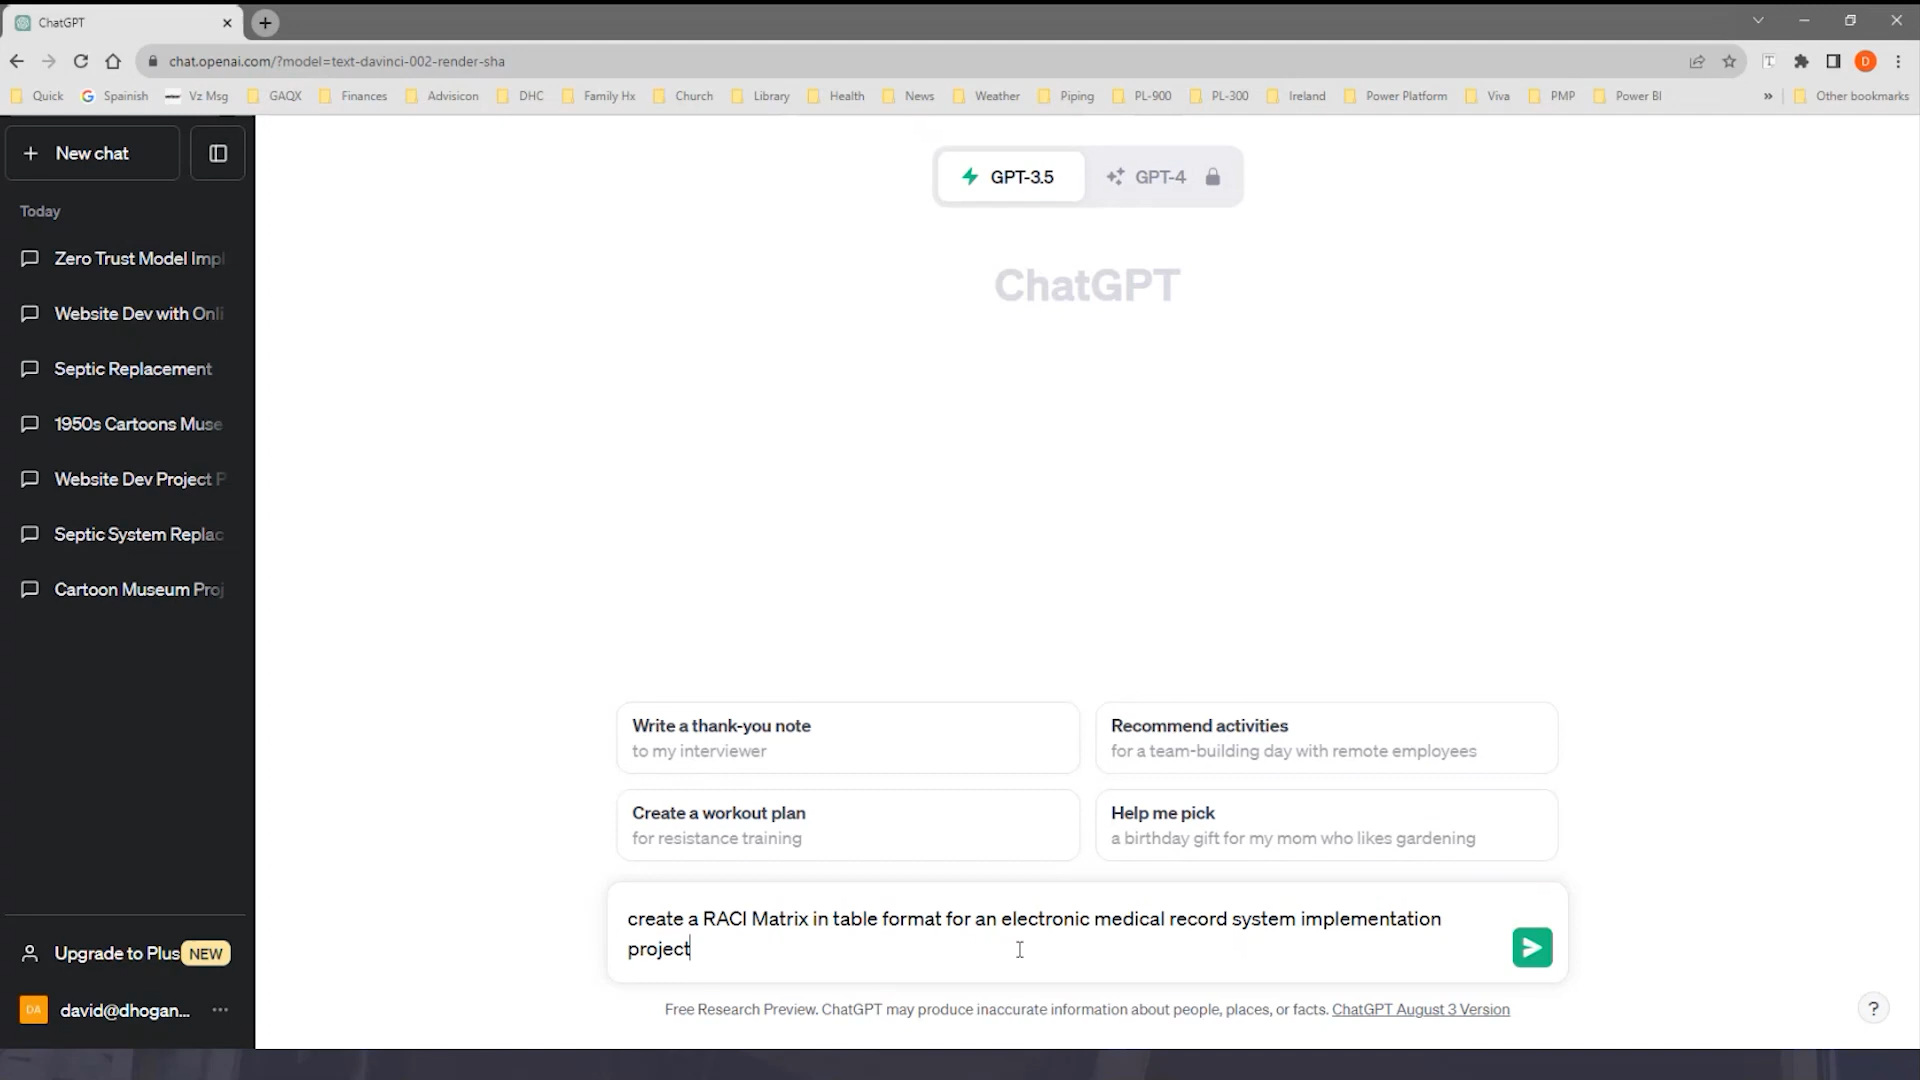 ChatGPT
chat.openai.com/?model=text-davinci-002-render-sha
T
D
Quick Spainish Vz Msg GAQX Finances Advisicon DHC Family Hx Church Library Health News Weather Piping PL-900 PL-300 Ireland Power Platform Viva PMP Power BI » Other bookmarks
+ New chat
Today
Zero Trust Model Impl
Website Dev with Onli
Septic Replacement
1950s Cartoons Muse
Website Dev Project P
Septic System Replac
Cartoon Museum Proj
Upgrade to Plus NEW
DA david@dhogan... ...
GPT-3.5 GPT-4
ChatGPT
Write a thank-you note
to my interviewer
Recommend activities
for a team-building day with remote employees
Create a workout plan
for resistance training
Help me pick
a birthday gift for my mom who likes gardening
create a RACI Matrix in table format for an electronic medical record system implementation
project
Free Research Preview. ChatGPT may produce inaccurate information about people, places, or facts. ChatGPT August 3 Version
?